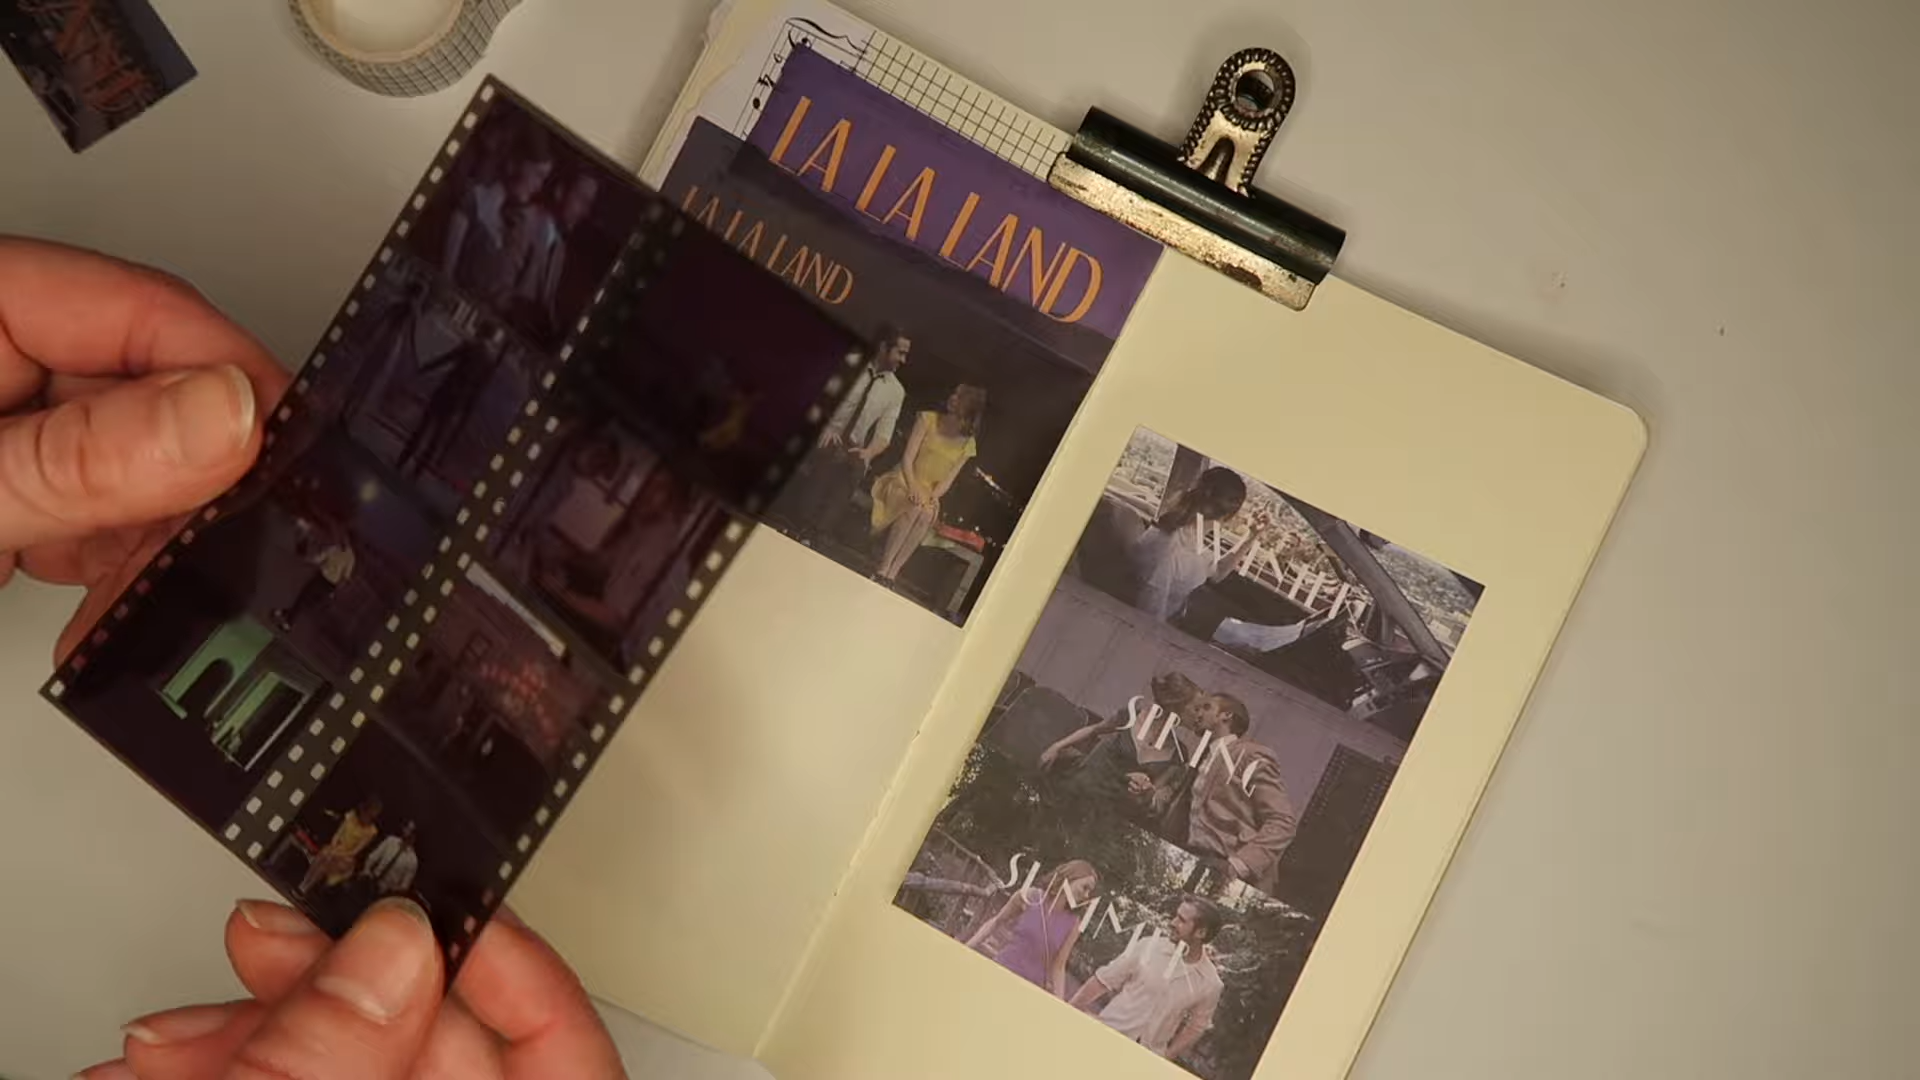 LA LA LAND
LA LA LAND
WINTER
SPRING
SUMMER